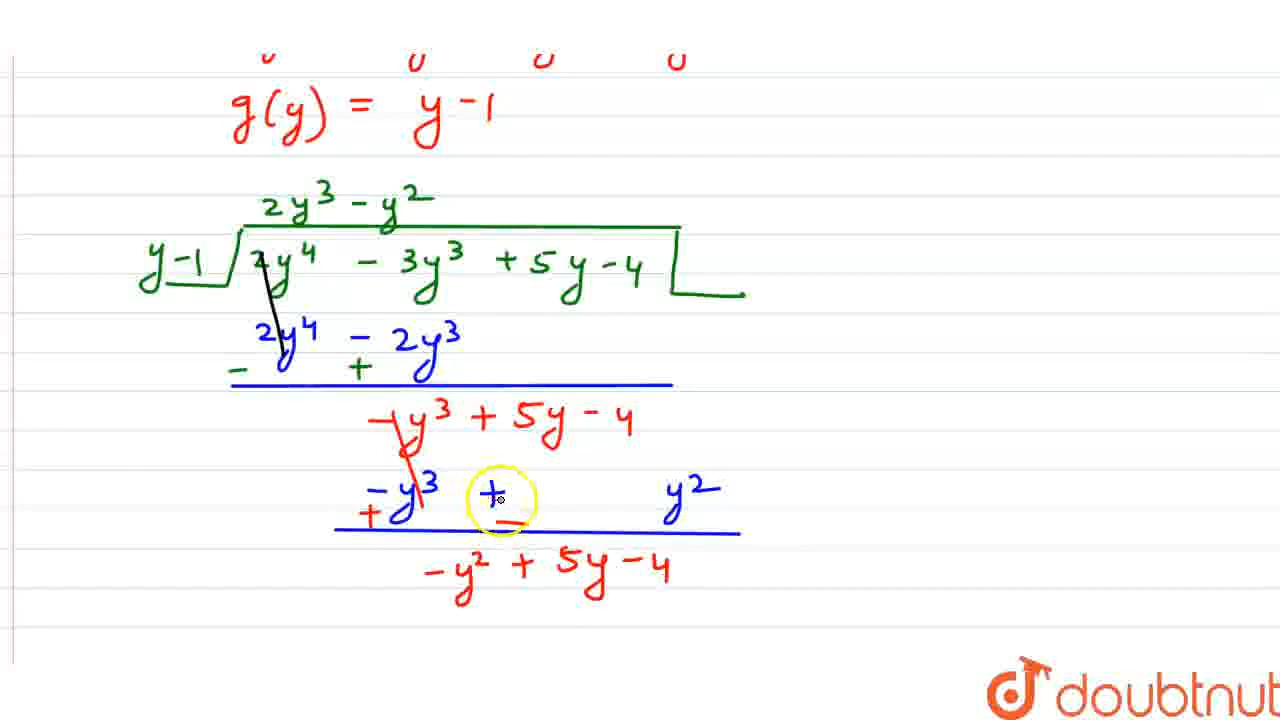 g(y) = y - 1
2y³ - y²
y - 1 2y⁴ - 3y³ + 5y - 4
2y⁴ - 2y³
- +
- y³ + 5y - 4
- y³ + y²
+ -
- y² + 5y - 4
doubtnut